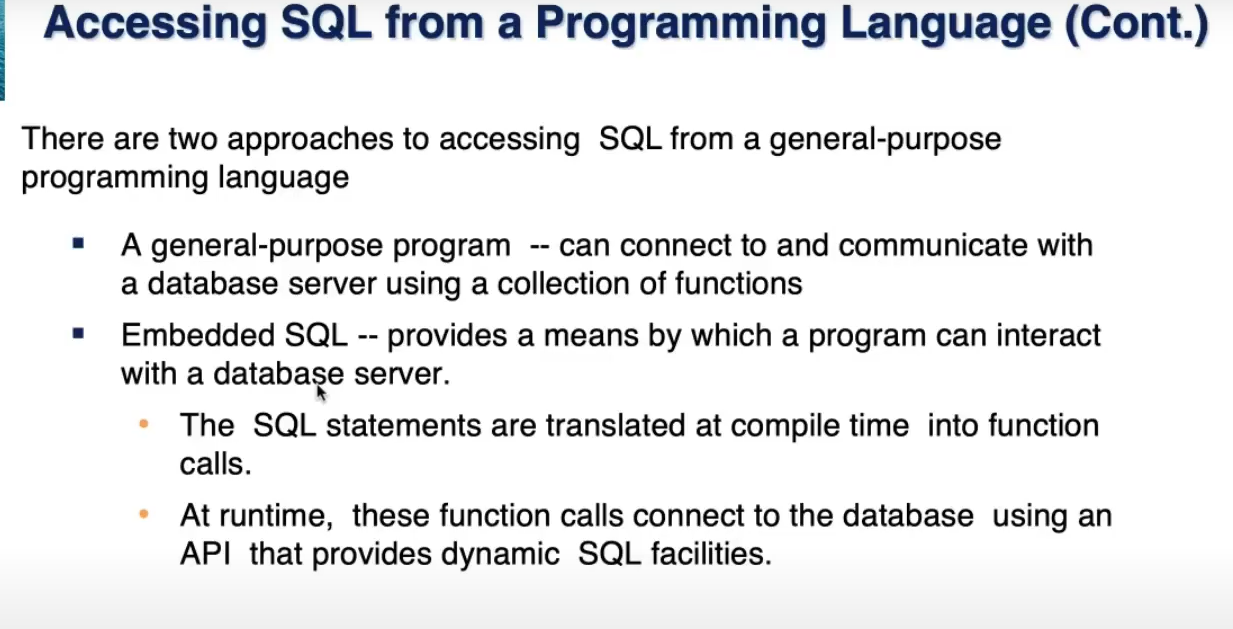 Accessing SQL from a Programming Language (Cont.)
There are two approaches to accessing SQL from a general-purpose
programming language
▪ A general-purpose program -- can connect to and communicate with
a database server using a collection of functions
▪ Embedded SQL -- provides a means by which a program can interact
with a database server.
• The SQL statements are translated at compile time into function
calls.
• At runtime, these function calls connect to the database using an
API that provides dynamic SQL facilities.